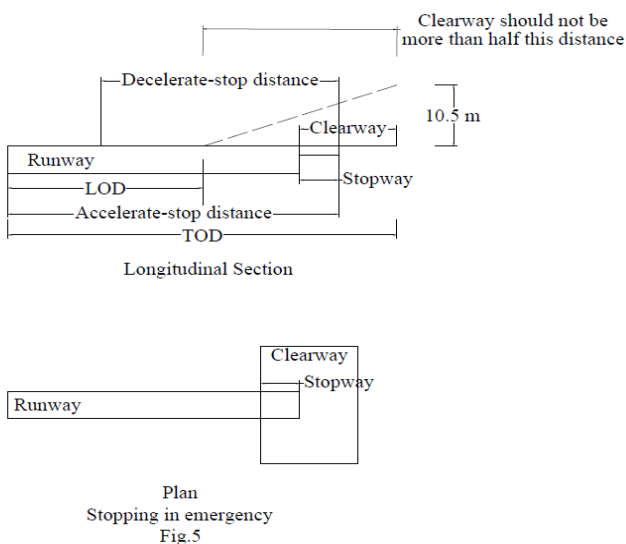 Clearway should not be
more than half this distance
Decelerate-stop distance
10.5 m
Clearway
Runway
Stopway
LOD
Accelerate-stop distance
TOD
Longitudinal Section
Clearway
Stopway
Runway
Plan
Stopping in emergency
Fig.5